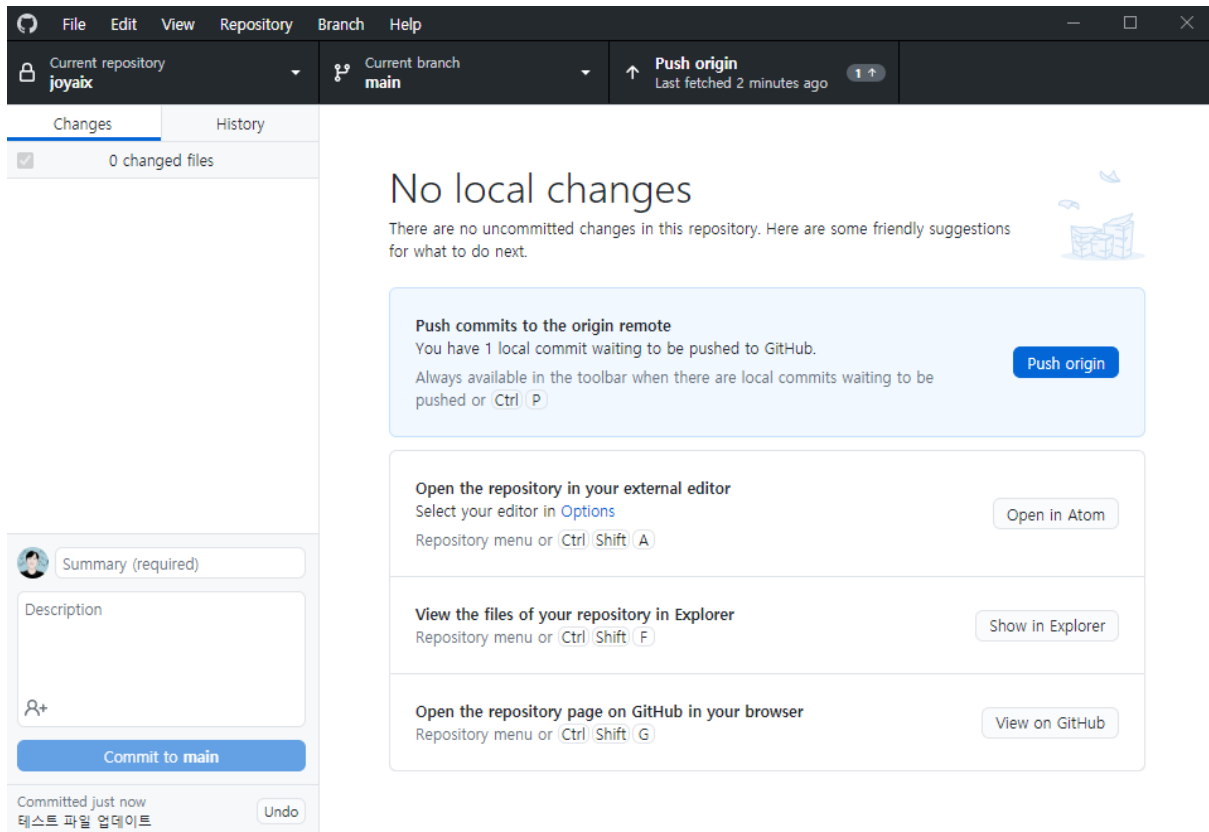 File Edit View Repository Branch Help
Current repository
joyaix
Current branch
main
Push origin
Last fetched 2 minutes ago
1
Changes History
0 changed files
No local changes
There are no uncommitted changes in this repository. Here are some friendly suggestions
for what to do next.
Push commits to the origin remote
You have 1 local commit waiting to be pushed to GitHub.
Always available in the toolbar when there are local commits waiting to be
pushed or Ctrl P
Push origin
Open the repository in your external editor
Select your editor in Options
Repository menu or Ctrl Shift A
Open in Atom
View the files of your repository in Explorer
Repository menu or Ctrl Shift F
Show in Explorer
Open the repository page on GitHub in your browser
Repository menu or Ctrl Shift G
View on GitHub
Summary (required)
Description
Commit to main
Committed just now
테스트 파일 업데이트
Undo